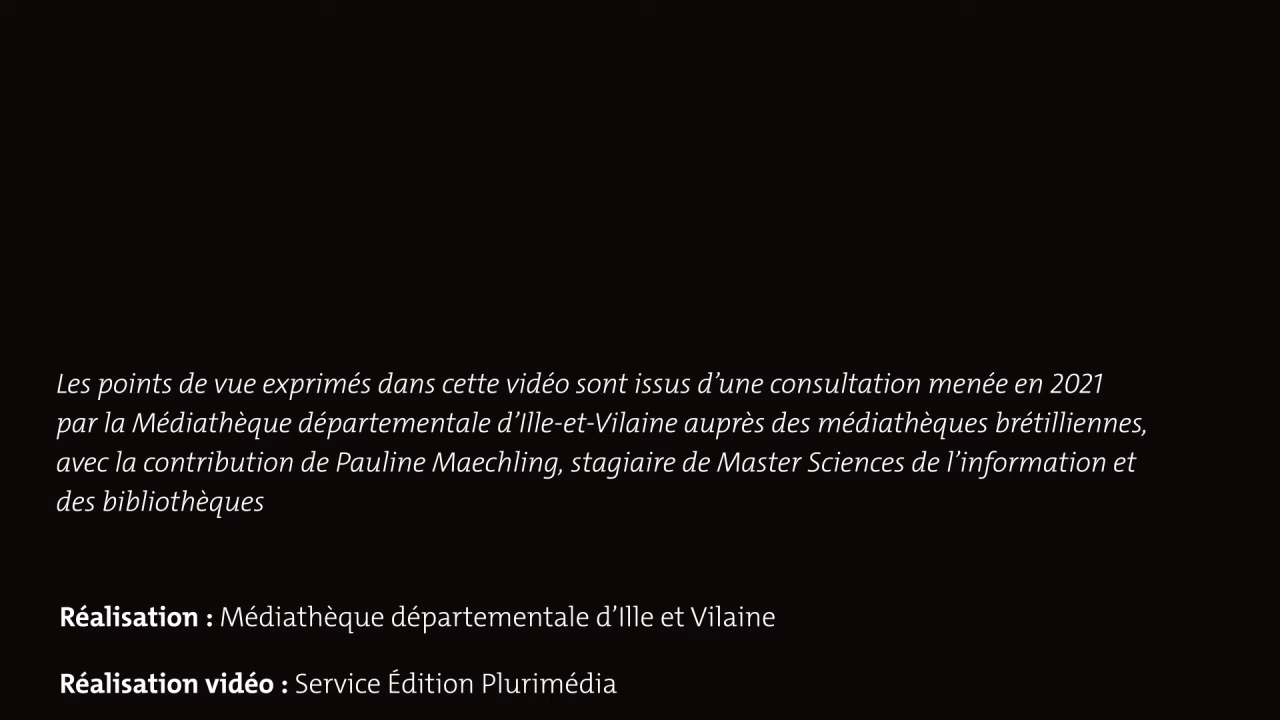 Les points de vue exprimés dans cette vidéo sont issus d’une consultation menée en 2021
par la Médiathèque départementale d’Ille-et-Vilaine auprès des médiathèques brétilliennes,
avec la contribution de Pauline Maechling, stagiaire de Master Sciences de l’information et
des bibliothèques
Réalisation : Médiathèque départementale d’Ille et Vilaine
Réalisation vidéo : Service Édition Plurimédia